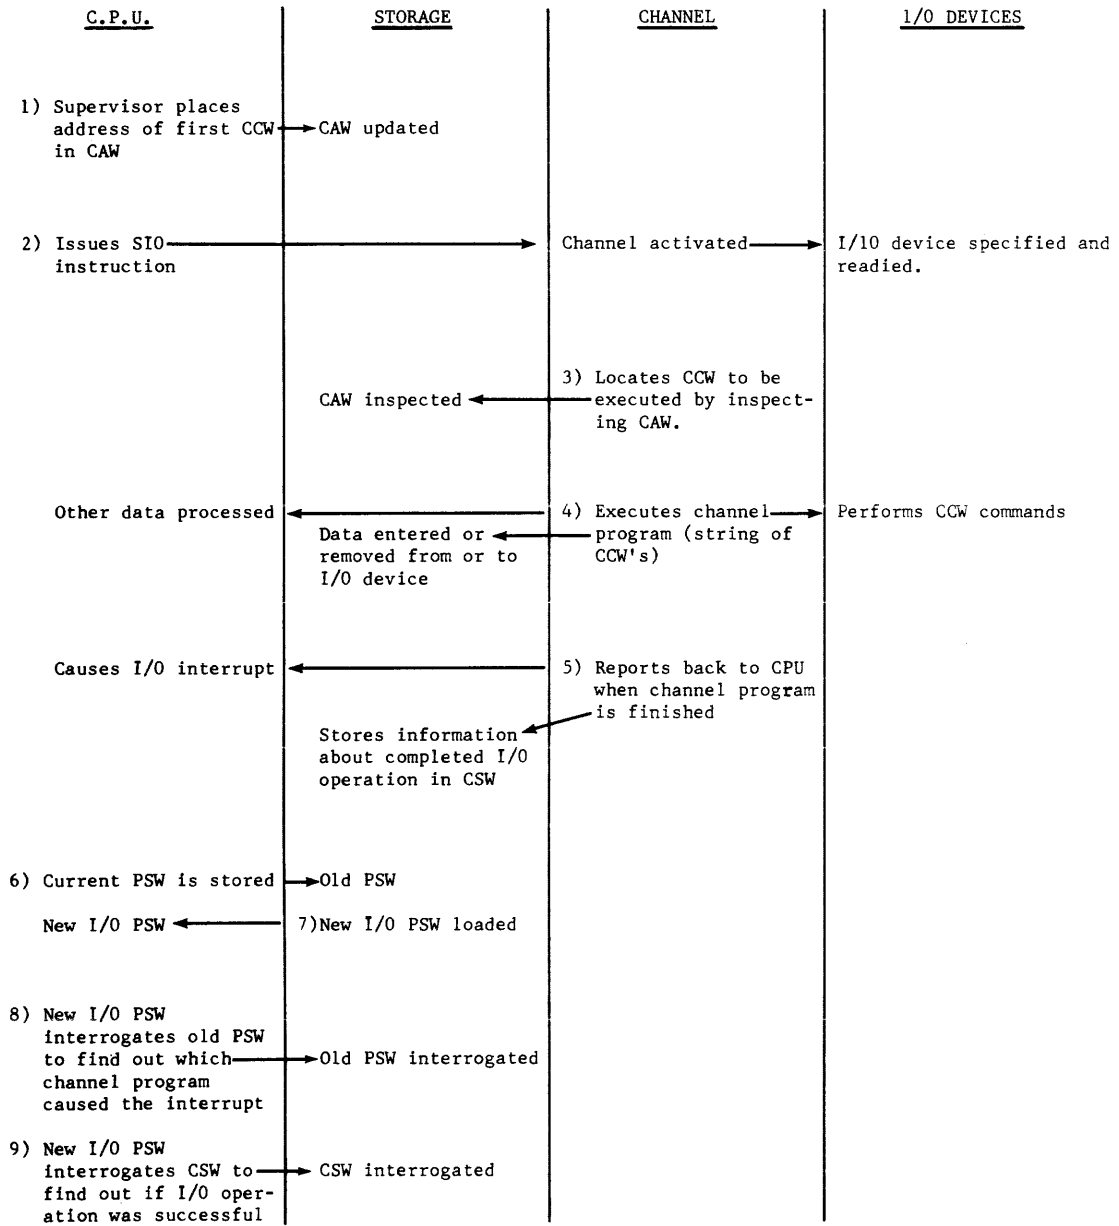 C.P.U. STORAGE CHANNEL 1/O DEVICES
1) Supervisor places
address of first CCW
in CAW
CAW updated
2) Issues SIO
instruction
Channel activated
I/10 device specified and
readied.
CAW inspected
3) Locates CCW to be
executed by inspect-
ing CAW.
Other data processed
Data entered or
removed from or to
I/O device
4) Executes channel
program (string of
CCW's)
Performs CCW commands
Causes I/O interrupt
5) Reports back to CPU
when channel program
is finished
Stores information
about completed I/O
operation in CSW
6) Current PSW is stored
Old PSW
New I/O PSW
7)New I/O PSW loaded
8) New I/O PSW
interrogates old PSW
to find out which
channel program
caused the interrupt
Old PSW interrogated
9) New I/O PSW
interrogates CSW to
find out if I/O oper-
ation was successful
CSW interrogated